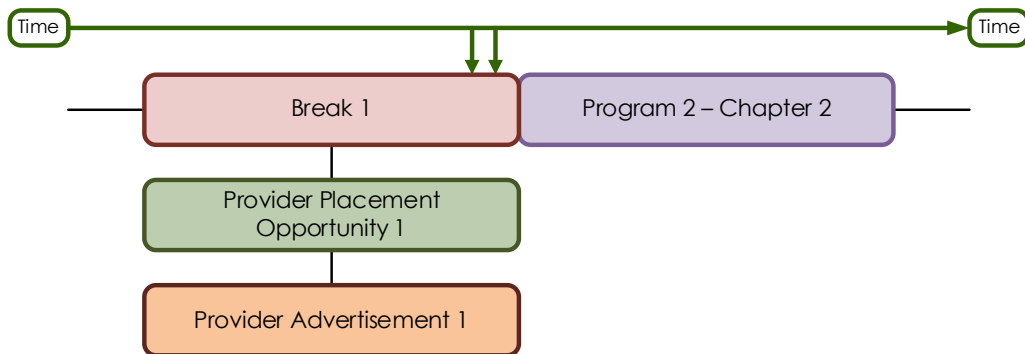 Time
Time
Break 1
Program 2 – Chapter 2
Provider Placement
Opportunity 1
Provider Advertisement 1